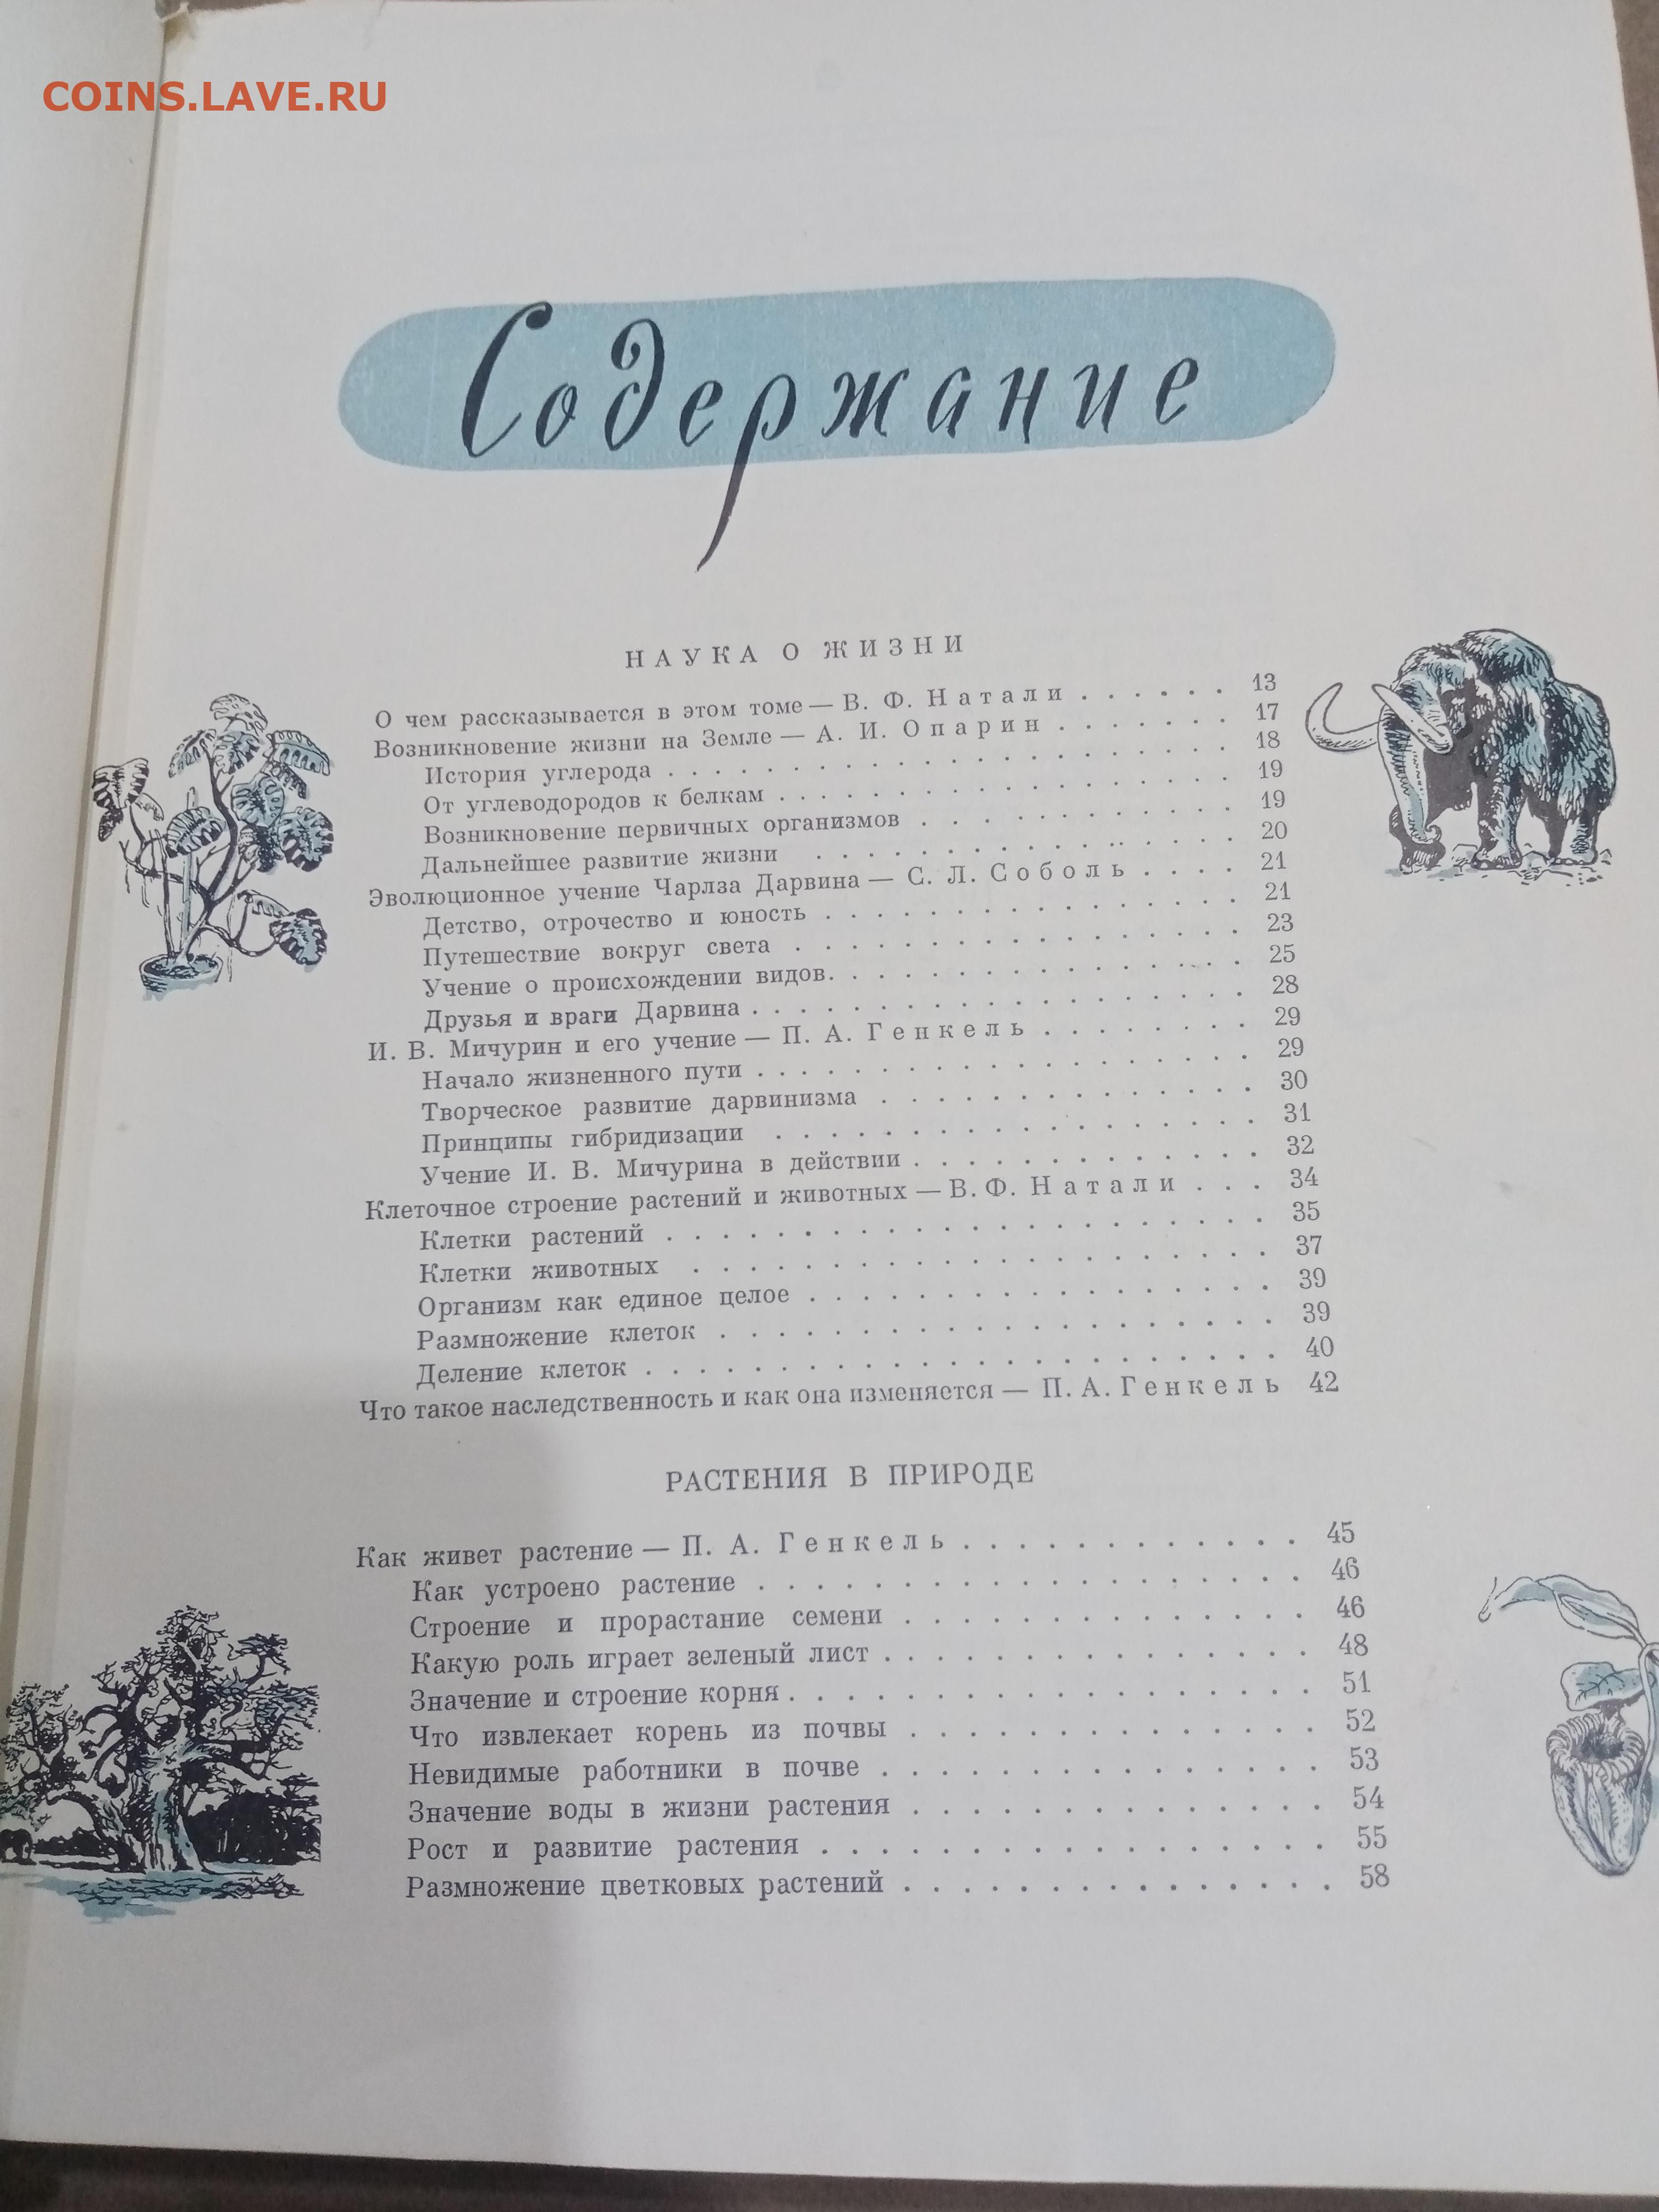 COINS.LAVE.RU
Содержание
НАУКА О ЖИЗНИ
О чем рассказывается в этом томе — В. Ф. Натали . . . . . . 13
Возникновение жизни на Земле — А. И. Опарин . . . . . . . 17
История углерода . . . . . . . . . . . . . . . . . . . . 18
От углеводородов к белкам . . . . . . . . . . . . . . . . 19
Возникновение первичных организмов . . . . . . . . . . . . 19
Дальнейшее развитие жизни . . . . . . . . . . . . . . . . 20
Эволюционное учение Чарлза Дарвина — С. Л. Соболь . . . . 21
Детство, отрочество и юность . . . . . . . . . . . . . . . 21
Путешествие вокруг света . . . . . . . . . . . . . . . . . 23
Учение о происхождении видов. . . . . . . . . . . . . . . 25
Друзья и враги Дарвина . . . . . . . . . . . . . . . . . . 28
И. В. Мичурин и его учение — П. А. Генкель . . . . . . . . 29
Начало жизненного пути . . . . . . . . . . . . . . . . . . 29
Творческое развитие дарвинизма . . . . . . . . . . . . . . 30
Принципы гибридизации . . . . . . . . . . . . . . . . . . 31
Учение И. В. Мичурина в действии . . . . . . . . . . . . . 32
Клеточное строение растений и животных — В. Ф. Натали . . . 34
Клетки растений . . . . . . . . . . . . . . . . . . . . . 35
Клетки животных . . . . . . . . . . . . . . . . . . . . . 37
Организм как единое целое . . . . . . . . . . . . . . . . 39
Размножение клеток . . . . . . . . . . . . . . . . . . . . 39
Деление клеток . . . . . . . . . . . . . . . . . . . . . . 40
Что такое наследственность и как она изменяется — П. А. Генкель 42
РАСТЕНИЯ В ПРИРОДЕ
Как живет растение — П. А. Генкель . . . . . . . . . . . . 45
Как устроено растение . . . . . . . . . . . . . . . . . . 46
Строение и прорастание семени . . . . . . . . . . . . . . 46
Какую роль играет зеленый лист . . . . . . . . . . . . . . 48
Значение и строение корня . . . . . . . . . . . . . . . . 51
Что извлекает корень из почвы . . . . . . . . . . . . . . 52
Невидимые работники в почве . . . . . . . . . . . . . . . 53
Значение воды в жизни растения . . . . . . . . . . . . . . 54
Рост и развитие растения . . . . . . . . . . . . . . . . . 55
Размножение цветковых растений . . . . . . . . . . . . . . 58